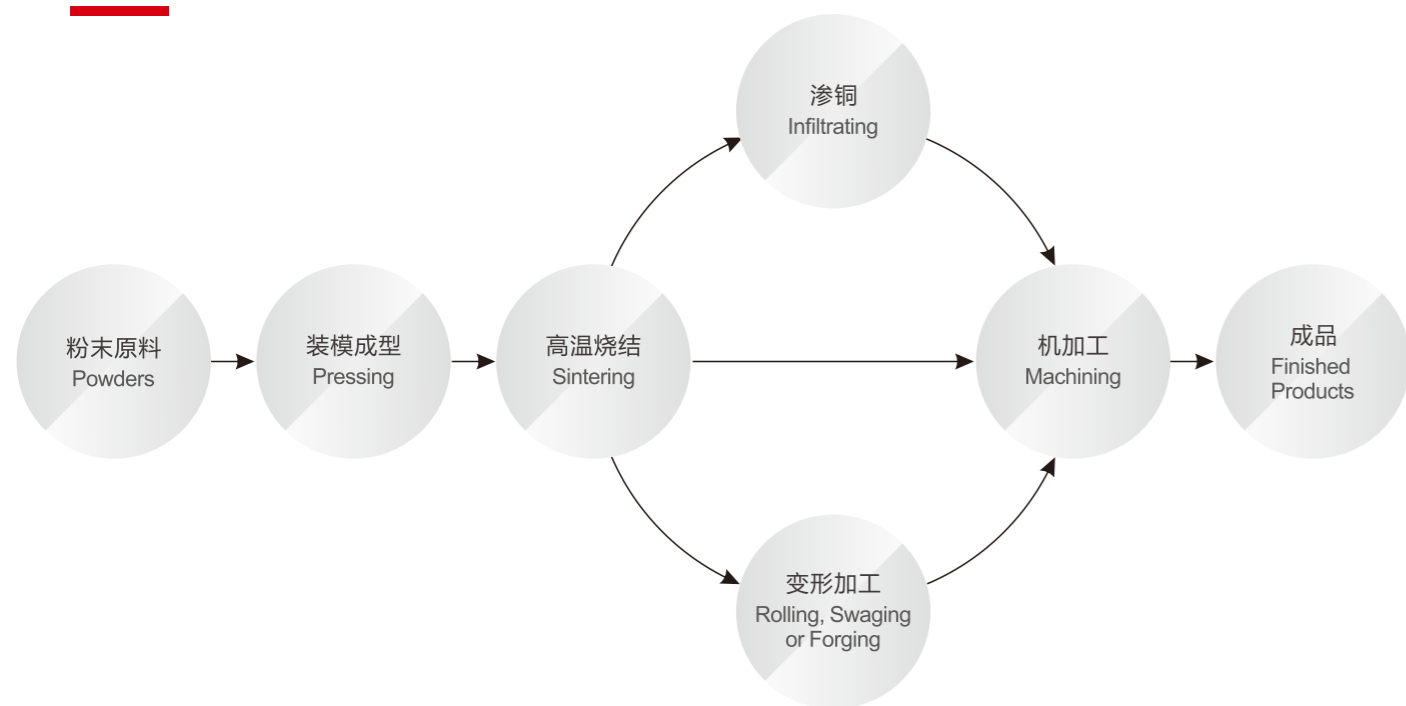 粉末原料
Powders
装模成型
Pressing
高温烧结
Sintering
渗铜
Infiltrating
变形加工
Rolling, Swaging
or Forging
机加工
Machining
成品
Finished
Products